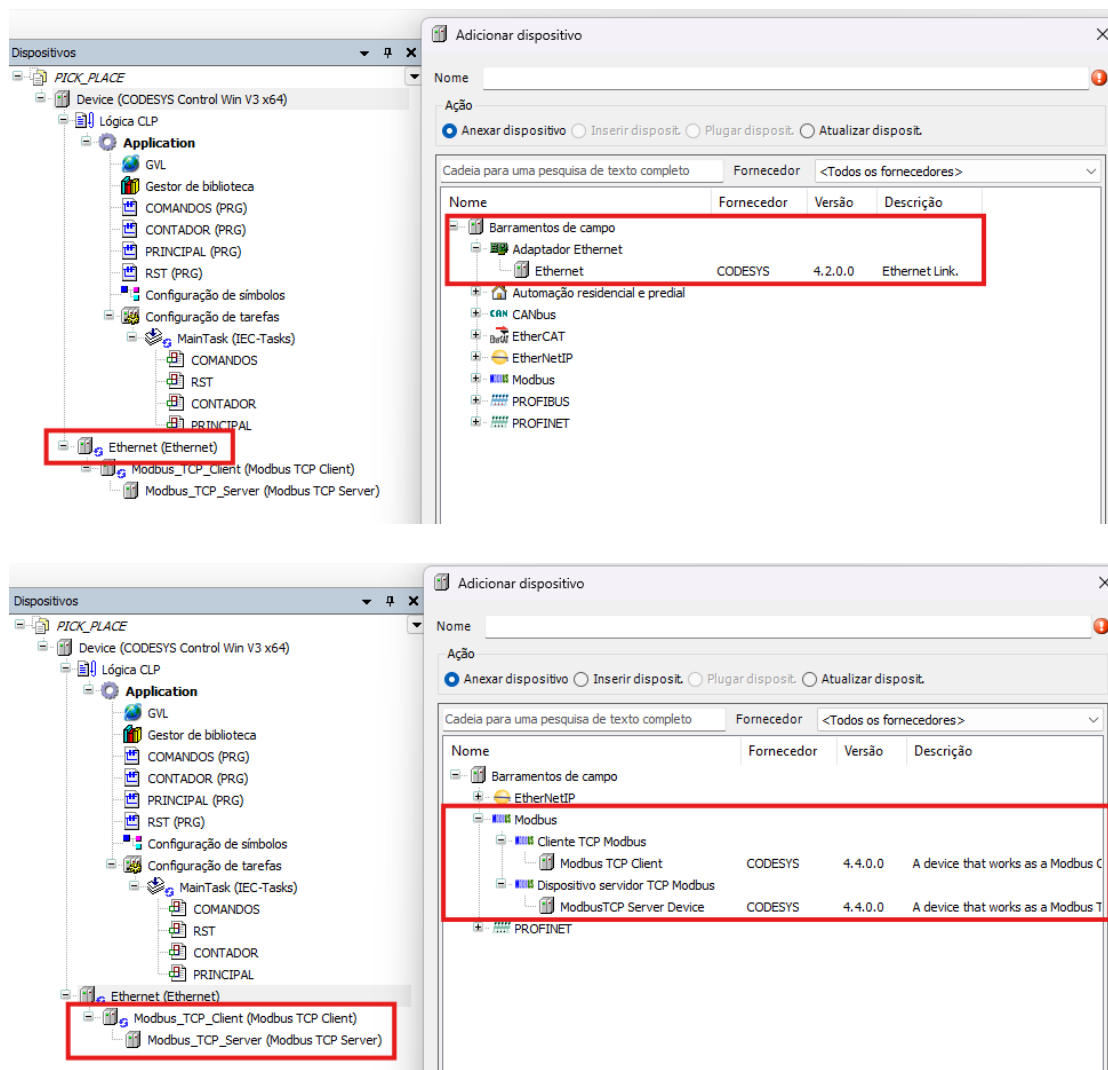 Adicionar dispositivo
Dispositivos
PICK_PLACE
Device (CODESYS Control Win V3 x64)
Lógica CLP
Application
GVL
Gestor de biblioteca
COMANDOS (PRG)
CONTADOR (PRG)
PRINCIPAL (PRG)
RST (PRG)
Configuração de símbolos
Configuração de tarefas
MainTask (IEC-Tasks)
COMANDOS
RST
CONTADOR
PRINCIPAL
Ethernet (Ethernet)
Modbus_TCP_Client (Modbus TCP Client)
Modbus_TCP_Server (Modbus TCP Server)
Nome
Ação
Anexar dispositivo Inserir disposit. Plugar disposit. Atualizar disposit.
Cadeia para uma pesquisa de texto completo Fornecedor <Todos os fornecedores>
Nome Fornecedor Versão Descrição
Barramentos de campo
Adaptador Ethernet
Ethernet CODESYS 4.2.0.0 Ethernet Link.
Automação residencial e predial
CANbus
EtherCAT
EtherNetIP
Modbus
PROFIBUS
PROFINET
Adicionar dispositivo
Dispositivos
PICK_PLACE
Device (CODESYS Control Win V3 x64)
Lógica CLP
Application
GVL
Gestor de biblioteca
COMANDOS (PRG)
CONTADOR (PRG)
PRINCIPAL (PRG)
RST (PRG)
Configuração de símbolos
Configuração de tarefas
MainTask (IEC-Tasks)
COMANDOS
RST
CONTADOR
PRINCIPAL
Ethernet (Ethernet)
Modbus_TCP_Client (Modbus TCP Client)
Modbus_TCP_Server (Modbus TCP Server)
Nome
Ação
Anexar dispositivo Inserir disposit. Plugar disposit. Atualizar disposit.
Cadeia para uma pesquisa de texto completo Fornecedor <Todos os fornecedores>
Nome Fornecedor Versão Descrição
Barramentos de campo
EtherNetIP
Modbus
Cliente TCP Modbus
Modbus TCP Client CODESYS 4.4.0.0 A device that works as a Modbus
Dispositivo servidor TCP Modbus
ModbusTCP Server Device CODESYS 4.4.0.0 A device that works as a Modbus T
PROFINET